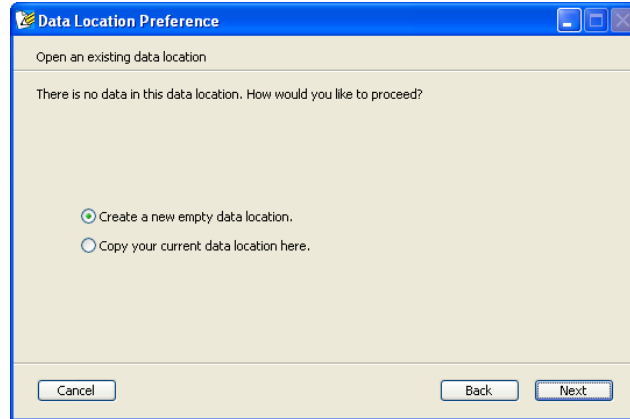 Data Location Preference
Open an existing data location
There is no data in this data location. How would you like to proceed?
Create a new empty data location.
Copy your current data location here.
Cancel
Back
Next